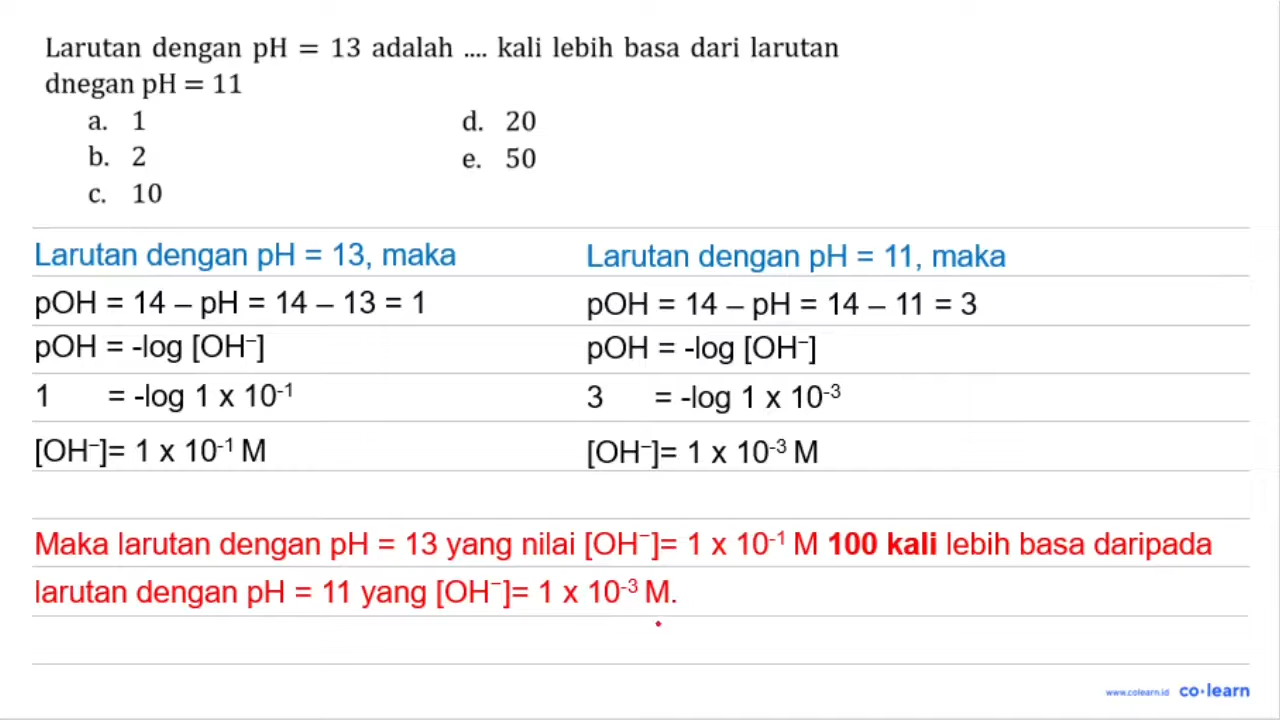 Larutan dengan pH = 13 adalah .... kali lebih basa dari larutan
dnegan pH = 11
a. 1
b. 2
c. 10
d. 20
e. 50
Larutan dengan pH = 13, maka
pOH = 14 – pH = 14 – 13 = 1
pOH = -log [OH⁻]
1 = -log 1 x 10⁻¹
[OH⁻]= 1 x 10⁻¹ M
Larutan dengan pH = 11, maka
pOH = 14 – pH = 14 – 11 = 3
pOH = -log [OH⁻]
3 = -log 1 x 10⁻³
[OH⁻]= 1 x 10⁻³ M
Maka larutan dengan pH = 13 yang nilai [OH⁻]= 1 x 10⁻¹ M 100 kali lebih basa daripada
larutan dengan pH = 11 yang [OH⁻]= 1 x 10⁻³ M.
www.colearn.id co·learn